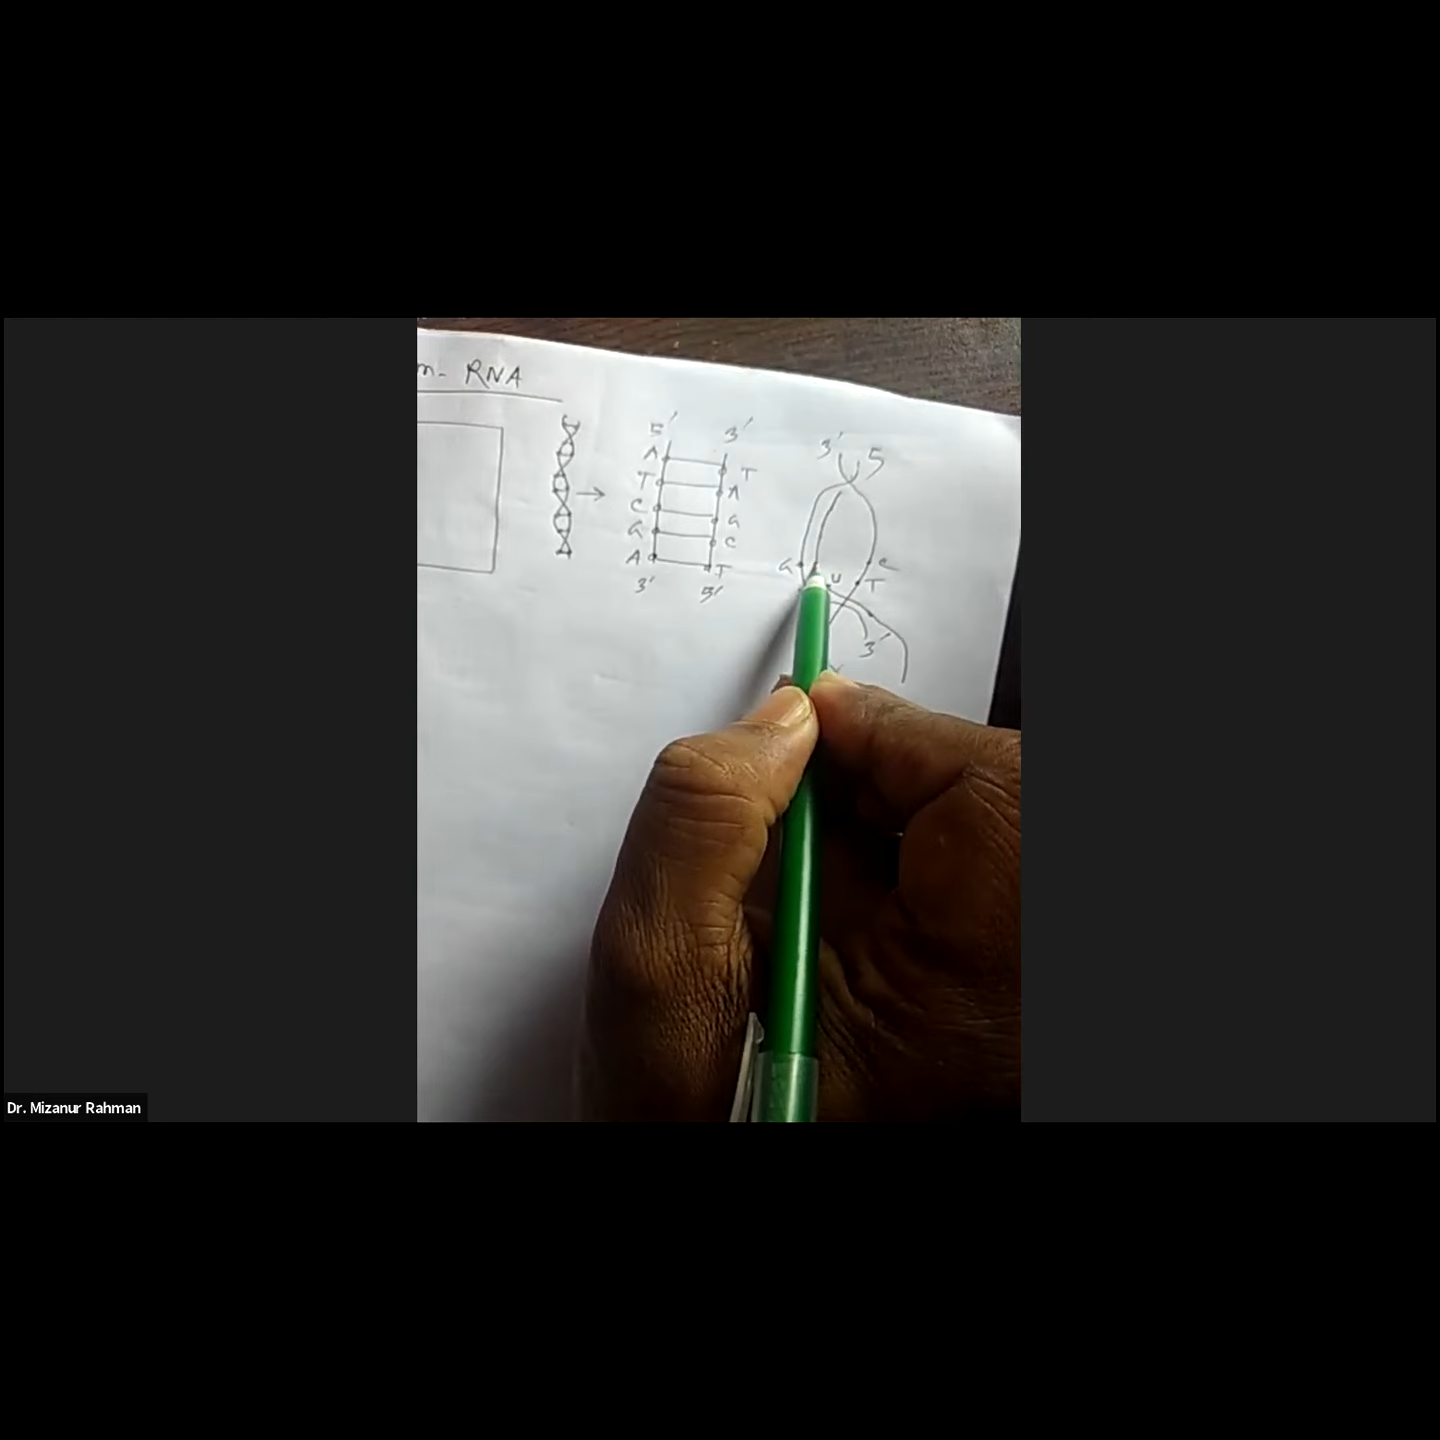 m- RNA
5' 3'
A T
T A
C G
G C
A T
3' 5'
3' 5
G C
U T
3'
Dr. Mizanur Rahman